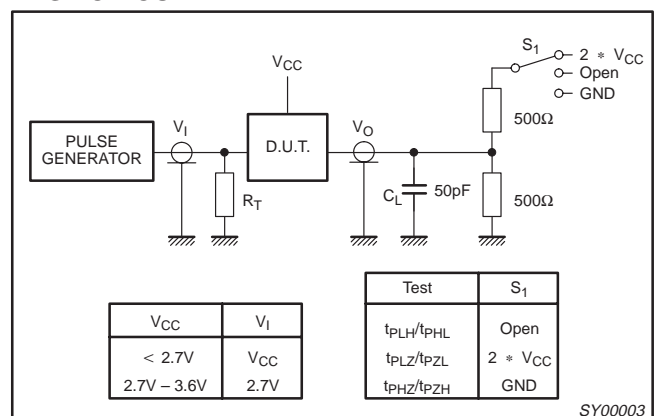 S1
2 * VCC
Open
GND
VCC
500Ω
PULSE
GENERATOR
VI
D.U.T.
VO
RT
CL
50pF
500Ω
VCC VI
< 2.7V VCC
2.7V – 3.6V 2.7V
Test S1
tPLH/tPHL Open
tPLZ/tPZL 2 * VCC
tPHZ/tPZH GND
SY00003